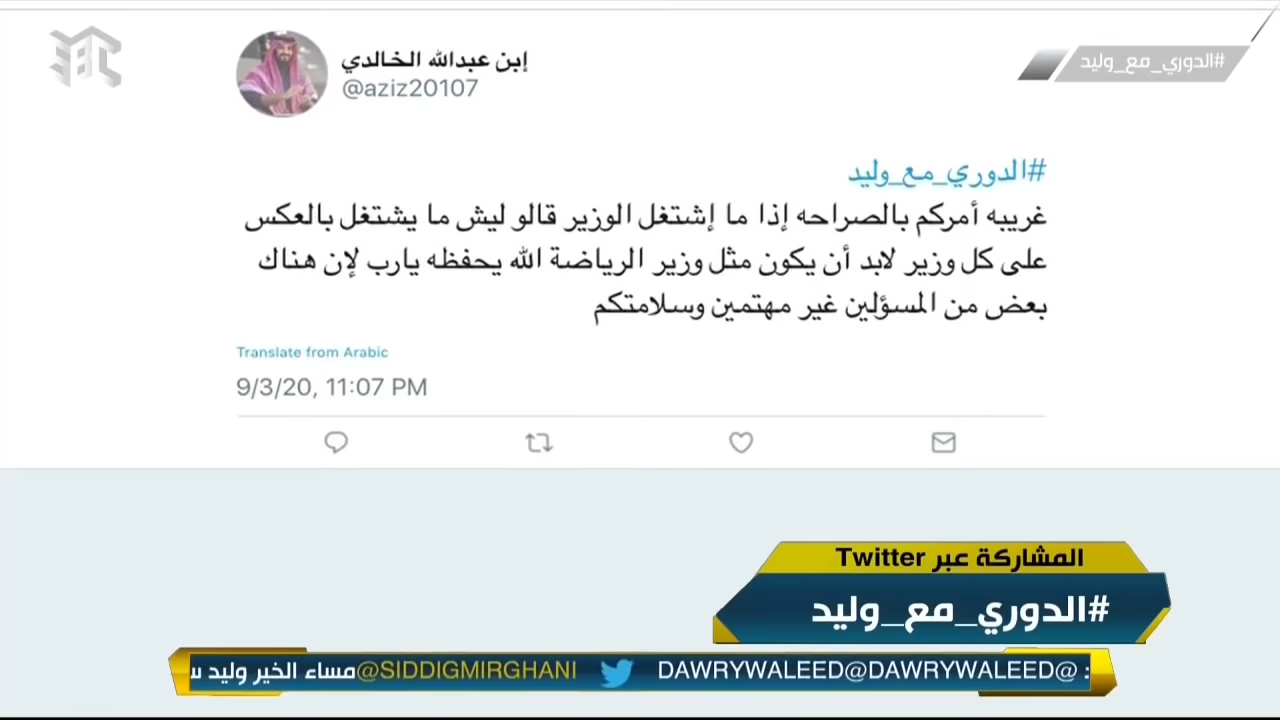 #الدوري_مع_وليد
إبن عبدالله الخالدي
@aziz20107
#الدوري_مع_وليد
غريبه أمركم بالصراحه إذا ما إشتغل الوزير قالو ليش ما يشتغل بالعكس
على كل وزير لابد أن يكون مثل وزير الرياضة الله يحفظه يارب لإن هناك
بعض من المسؤلين غير مهتمين وسلامتكم
Translate from Arabic
9/3/20, 11:07 PM
المشاركة عبر Twitter
#الدوري_مع_وليد
: @DAWRYWALEED@DAWRYWALEED
@SIDDIGMIRGHANI مساء الخير وليد